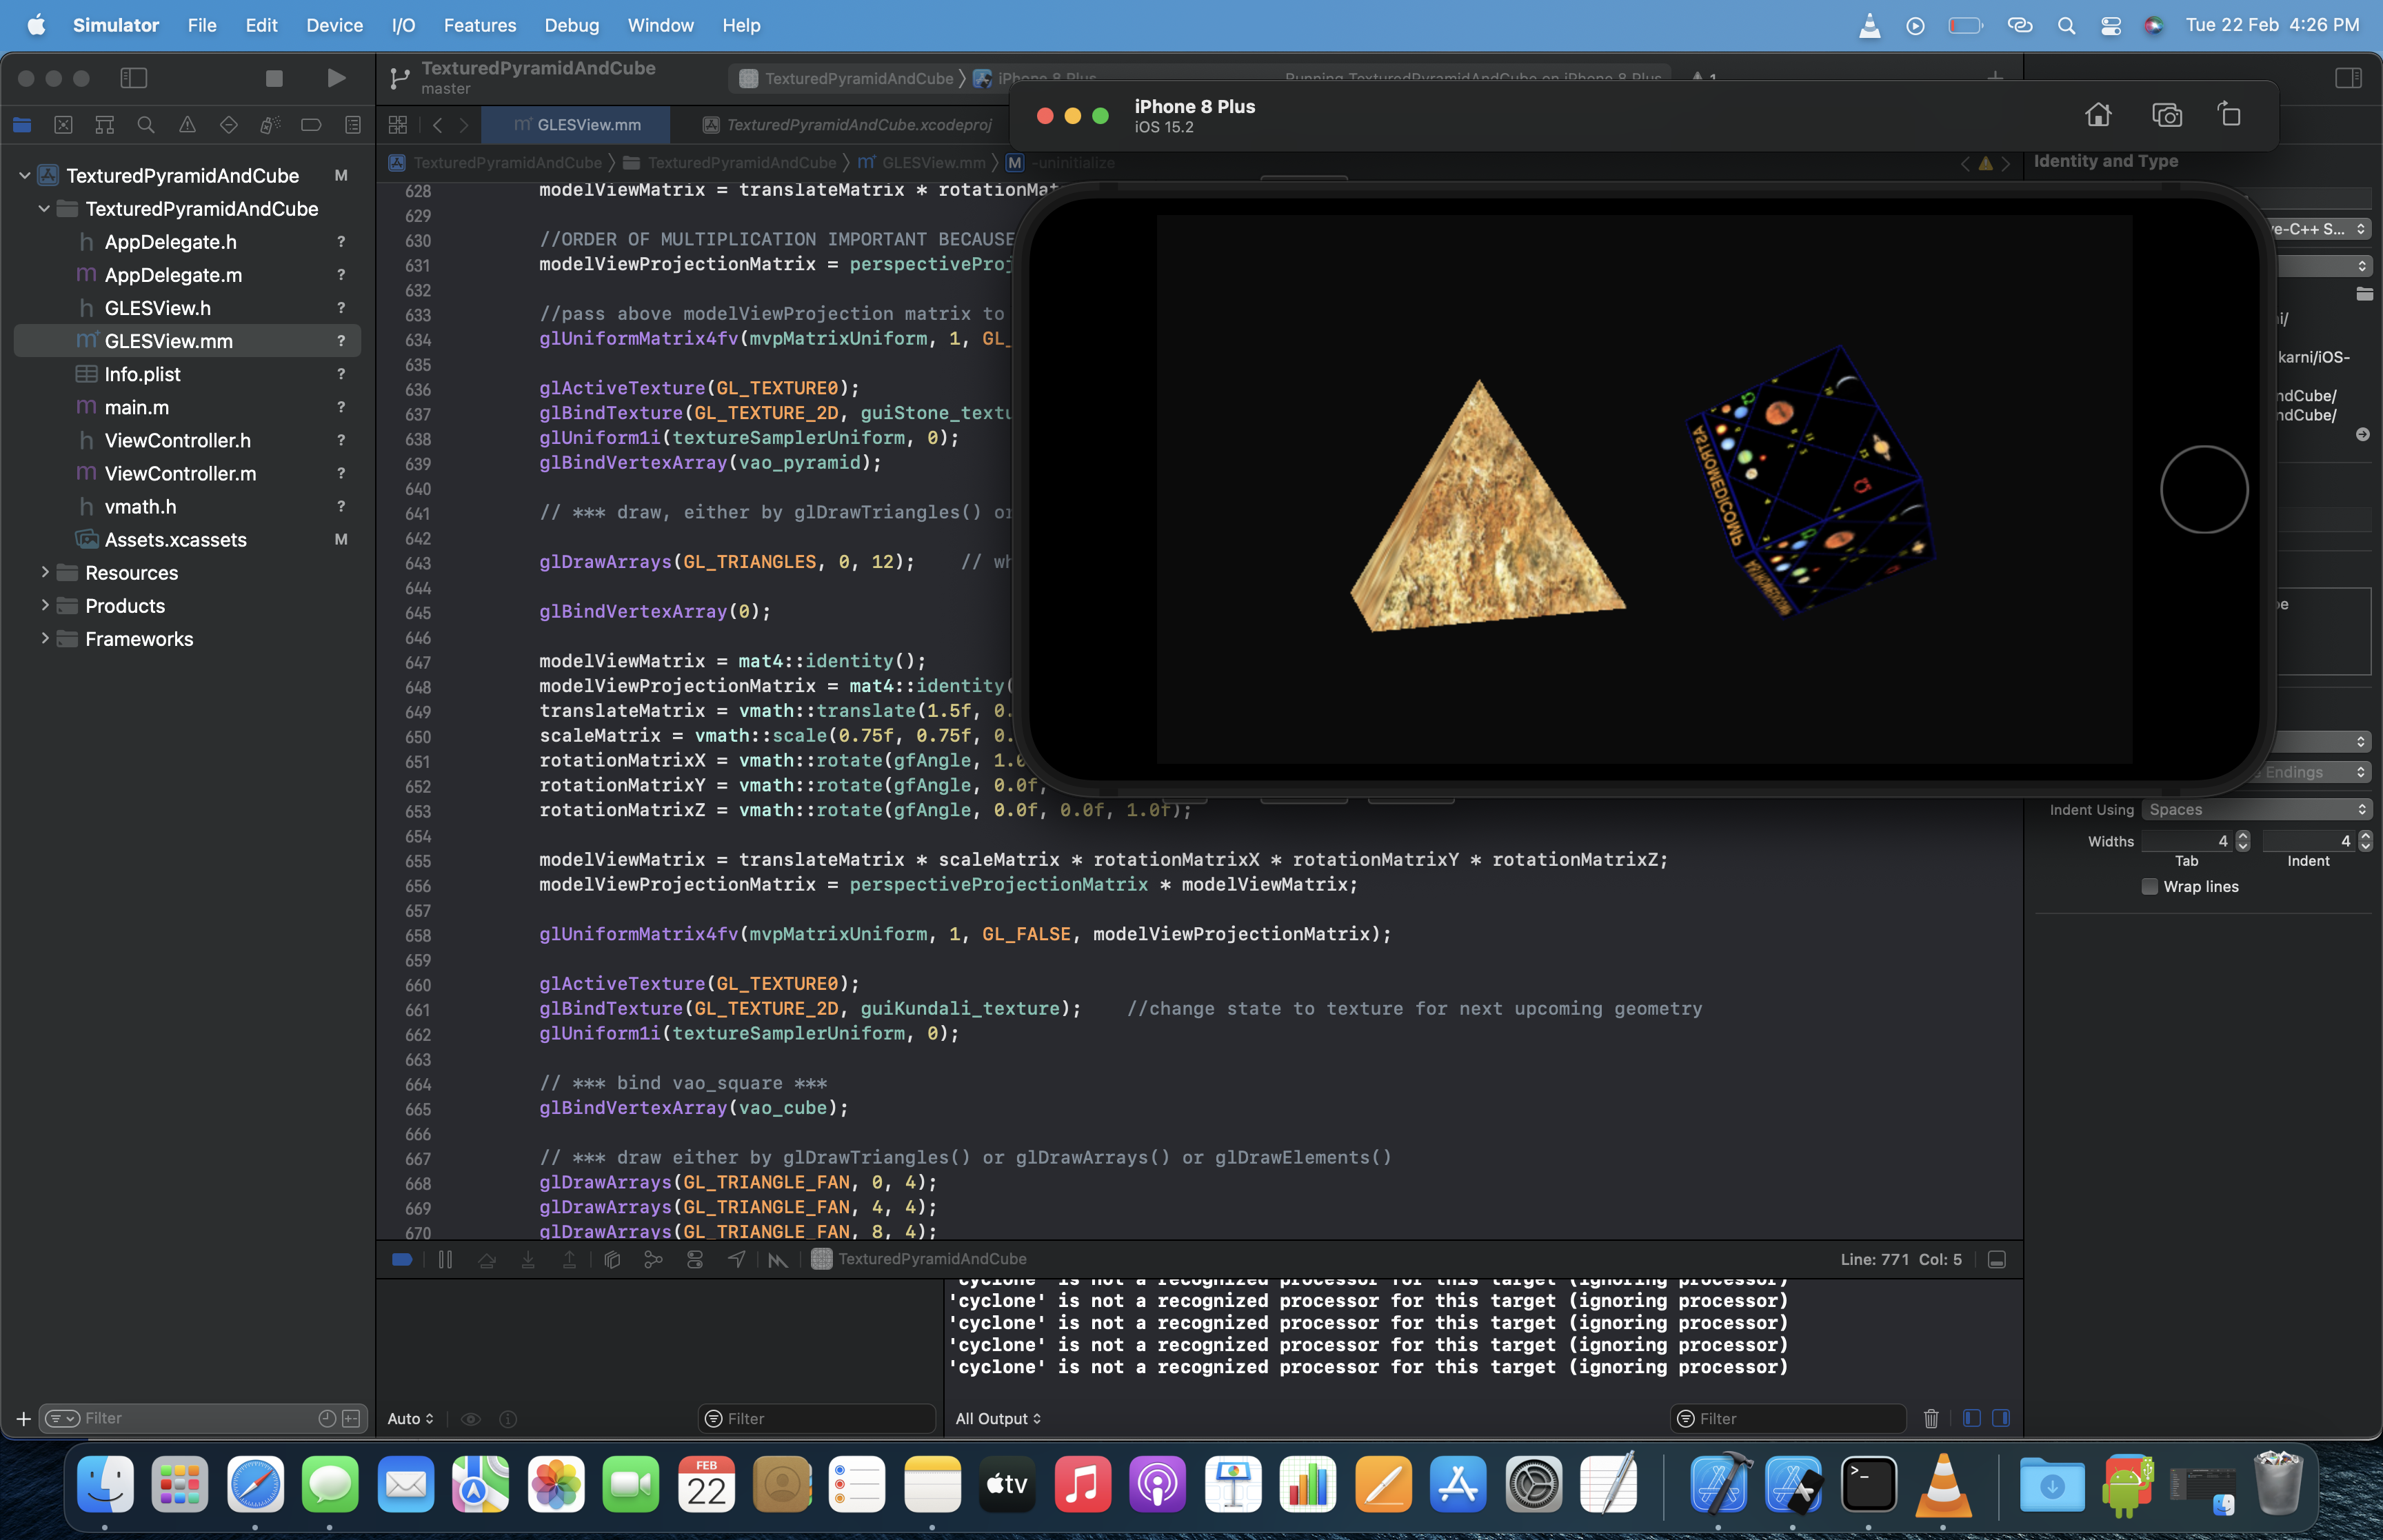 Simulator File Edit Device I/O Features Debug Window Help
Tue 22 Feb 4:26 PM
TexturedPyramidAndCube
master
TexturedPyramidAndCube
iPhone 8 Plus
Running TexturedPyramidAndCube on iPhone 8 Plus
1
GLESView.mm
TexturedPyramidAndCube.xcodeproj
TexturedPyramidAndCube TexturedPyramidAndCube GLESView.mm M -uninitialize
iPhone 8 Plus
iOS 15.2
TexturedPyramidAndCube M
TexturedPyramidAndCube
h AppDelegate.h ?
m AppDelegate.m ?
h GLESView.h ?
m GLESView.mm ?
Info.plist ?
m main.m ?
h ViewController.h ?
m ViewController.m ?
h vmath.h ?
Assets.xcassets M
Resources
Products
Frameworks
628 modelViewMatrix = translateMatrix * rotationMat
629
630 //ORDER OF MULTIPLICATION IMPORTANT BECAUSE
631 modelViewProjectionMatrix = perspectiveProj
632
633 //pass above modelViewProjection matrix to
634 glUniformMatrix4fv(mvpMatrixUniform, 1, GL_
635
636 glActiveTexture(GL_TEXTURE0);
637 glBindTexture(GL_TEXTURE_2D, guiStone_textu
638 glUniform1i(textureSamplerUniform, 0);
639 glBindVertexArray(vao_pyramid);
640
641 // *** draw, either by glDrawTriangles() or
642
643 glDrawArrays(GL_TRIANGLES, 0, 12); // wh
644
645 glBindVertexArray(0);
646
647 modelViewMatrix = mat4::identity();
648 modelViewProjectionMatrix = mat4::identity(
649 translateMatrix = vmath::translate(1.5f, 0.
650 scaleMatrix = vmath::scale(0.75f, 0.75f, 0.
651 rotationMatrixX = vmath::rotate(gfAngle, 1.0
652 rotationMatrixY = vmath::rotate(gfAngle, 0.0f,
653 rotationMatrixZ = vmath::rotate(gfAngle, 0.0f, 0.0f, 1.0f);
654
655 modelViewMatrix = translateMatrix * scaleMatrix * rotationMatrixX * rotationMatrixY * rotationMatrixZ;
656 modelViewProjectionMatrix = perspectiveProjectionMatrix * modelViewMatrix;
657
658 glUniformMatrix4fv(mvpMatrixUniform, 1, GL_FALSE, modelViewProjectionMatrix);
659
660 glActiveTexture(GL_TEXTURE0);
661 glBindTexture(GL_TEXTURE_2D, guiKundali_texture); //change state to texture for next upcoming geometry
662 glUniform1i(textureSamplerUniform, 0);
663
664 // *** bind vao_square ***
665 glBindVertexArray(vao_cube);
666
667 // *** draw either by glDrawTriangles() or glDrawArrays() or glDrawElements()
668 glDrawArrays(GL_TRIANGLE_FAN, 0, 4);
669 glDrawArrays(GL_TRIANGLE_FAN, 4, 4);
670 glDrawArrays(GL_TRIANGLE_FAN, 8, 4);
ASTROMEDICOMP
Identity and Type
ve-C++ S...
ni/
karni/iOS-
ndCube/
ndCube/
be
Endings
Indent Using Spaces
Widths 4 4
Tab Indent
Wrap lines
TexturedPyramidAndCube
Line: 771 Col: 5
'cyclone' is not a recognized processor for this target (ignoring processor)
'cyclone' is not a recognized processor for this target (ignoring processor)
'cyclone' is not a recognized processor for this target (ignoring processor)
'cyclone' is not a recognized processor for this target (ignoring processor)
'cyclone' is not a recognized processor for this target (ignoring processor)
Filter
Auto
Filter
All Output
Filter
FEB
22
tv
>_